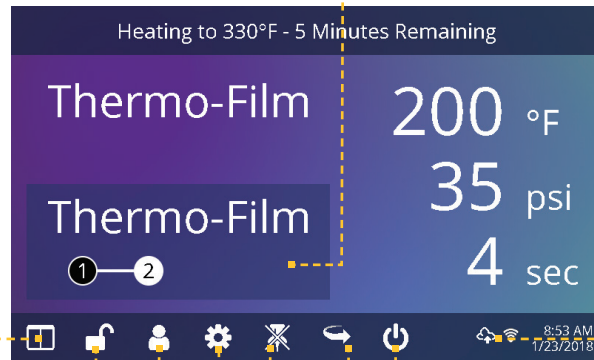 Heating to 330°F - 5 Minutes Remaining
Thermo-Film
200 °F
35 psi
Thermo-Film
1 2
4 sec
8:53 AM
1/23/2018